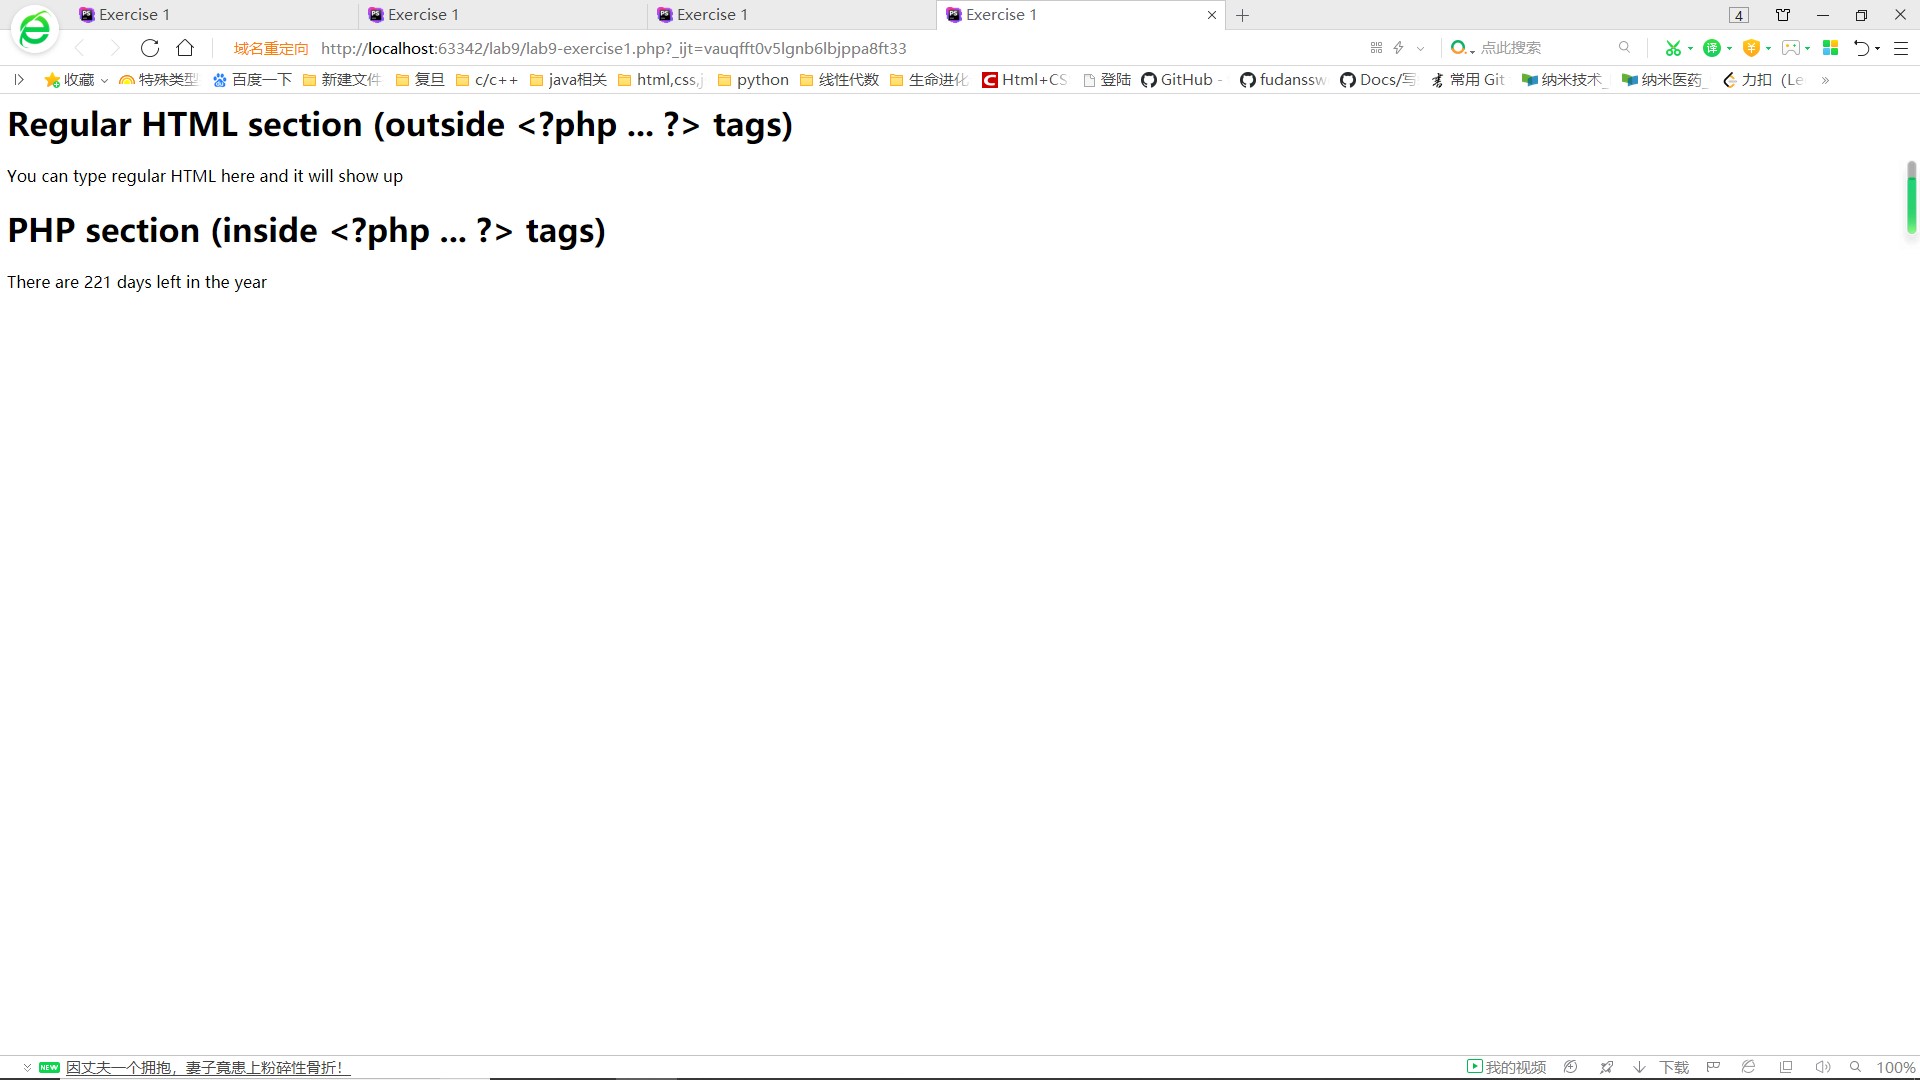 Exercise 1
Exercise 1
Exercise 1
Exercise 1
4
域名重定向 http://localhost:63342/lab9/lab9-exercise1.php?_ijt=vauqfft0v5lgnb6lbjppa8ft33 点此搜索 译
收藏 特殊类型 百度一下 新建文件 复旦 c/c++ java相关 html,css,j python 线性代数 生命进化 Html+CS 登陆 GitHub - fudanssw Docs/写 常用 Git 纳米技术_ 纳米医药_ 力扣 (Le »
Regular HTML section (outside <?php ... ?> tags)
You can type regular HTML here and it will show up
PHP section (inside <?php ... ?> tags)
There are 221 days left in the year
NEW 因丈夫一个拥抱，妻子竟患上粉碎性骨折！ 我的视频 下载 100%